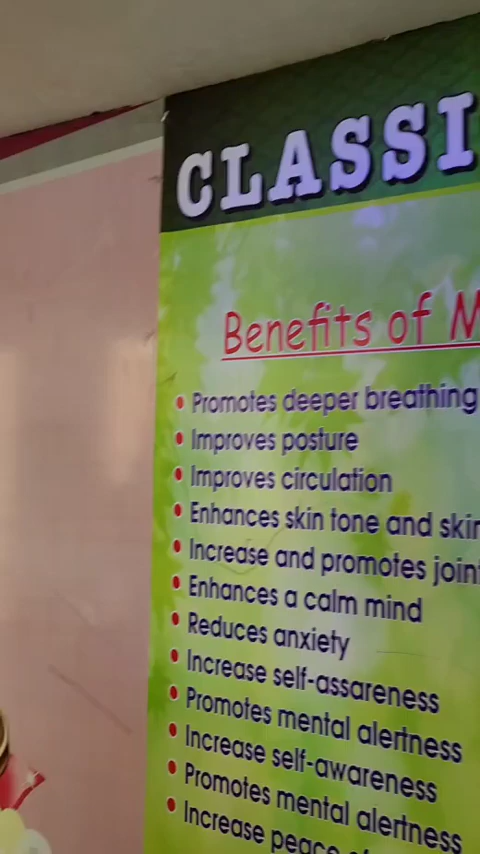 CLASSI
Benefits of M
Promotes deeper breathing
Improves posture
Improves circulation
Enhances skin tone and skin
Increase and promotes joint
Enhances a calm mind
Reduces anxiety
Increase self-assareness
Promotes mental alertness
Increase self-awareness
Promotes mental alertness
Increase peace of